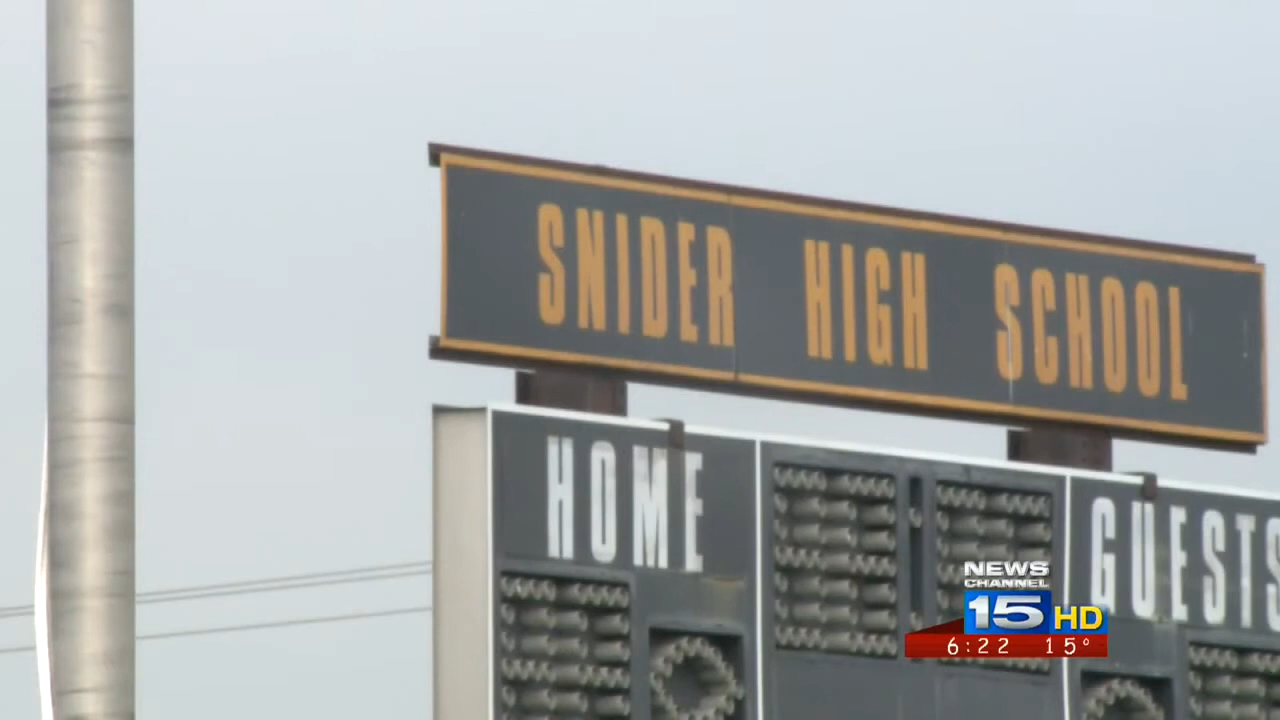 SNIDER HIGH SCHOOL
HOME
GUESTS
NEWS
CHANNEL
15 HD
6:22 15°